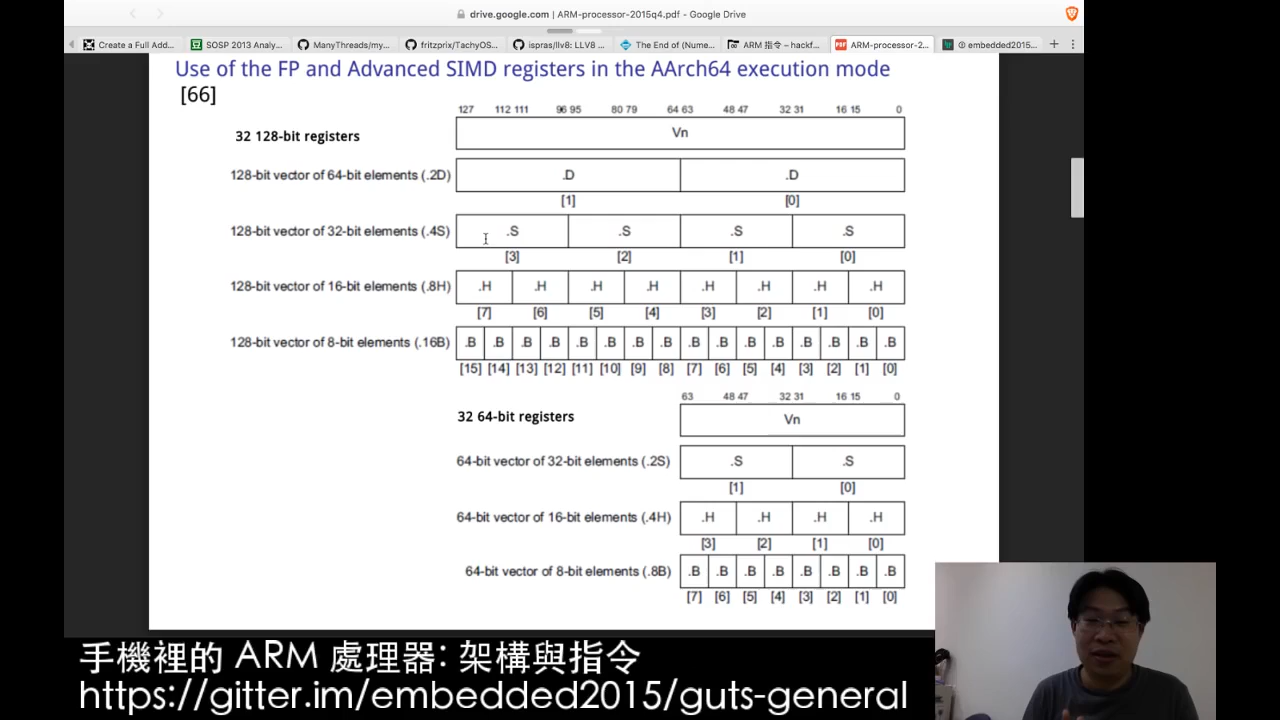 drive.google.com | ARM-processor-2015q4.pdf - Google Drive
Create a Full Add... SOSP 2013 Analy... ManyThreads/my... fritzprix/TachyOS... ispras/llv8: LLV8 ... The End of (Nume... ARM 指令 – hackf... ARM-processor-2... embedded2015...
Use of the FP and Advanced SIMD registers in the AArch64 execution mode
[66]
127 112 111 96 95 80 79 64 63 48 47 32 31 16 15 0
32 128-bit registers Vn
128-bit vector of 64-bit elements (.2D) .D .D
[1] [0]
128-bit vector of 32-bit elements (.4S) .S .S .S .S
[3] [2] [1] [0]
128-bit vector of 16-bit elements (.8H) .H .H .H .H .H .H .H .H
[7] [6] [5] [4] [3] [2] [1] [0]
128-bit vector of 8-bit elements (.16B) .B .B .B .B .B .B .B .B .B .B .B .B .B .B .B .B
[15] [14] [13] [12] [11] [10] [9] [8] [7] [6] [5] [4] [3] [2] [1] [0]
63 48 47 32 31 16 15 0
32 64-bit registers Vn
64-bit vector of 32-bit elements (.2S) .S .S
[1] [0]
64-bit vector of 16-bit elements (.4H) .H .H .H .H
[3] [2] [1] [0]
64-bit vector of 8-bit elements (.8B) .B .B .B .B .B .B .B .B
[7] [6] [5] [4] [3] [2] [1] [0]
手機裡的 ARM 處理器: 架構與指令
https://gitter.im/embedded2015/guts-general